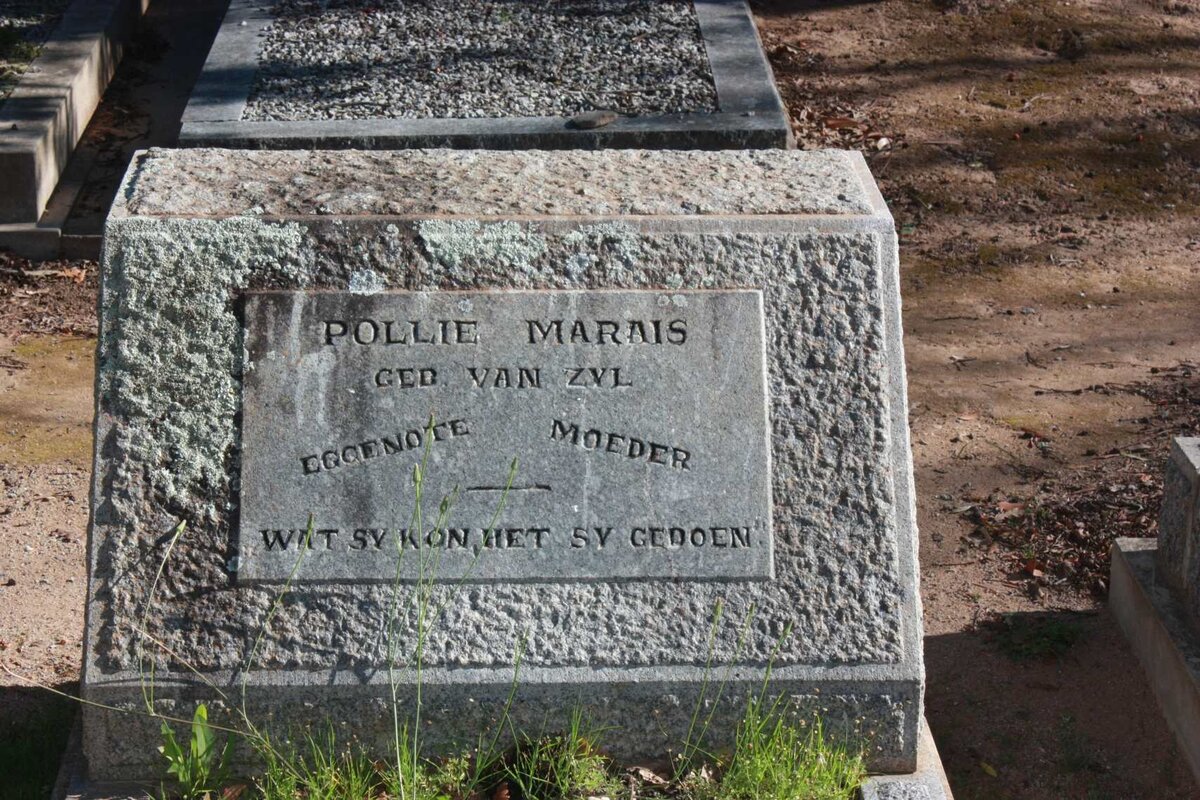 POLLIE MARAIS
GEB VAN ZYL
EGGENOTE MOEDER
"WAT SY KON, HET SY GEDOEN"